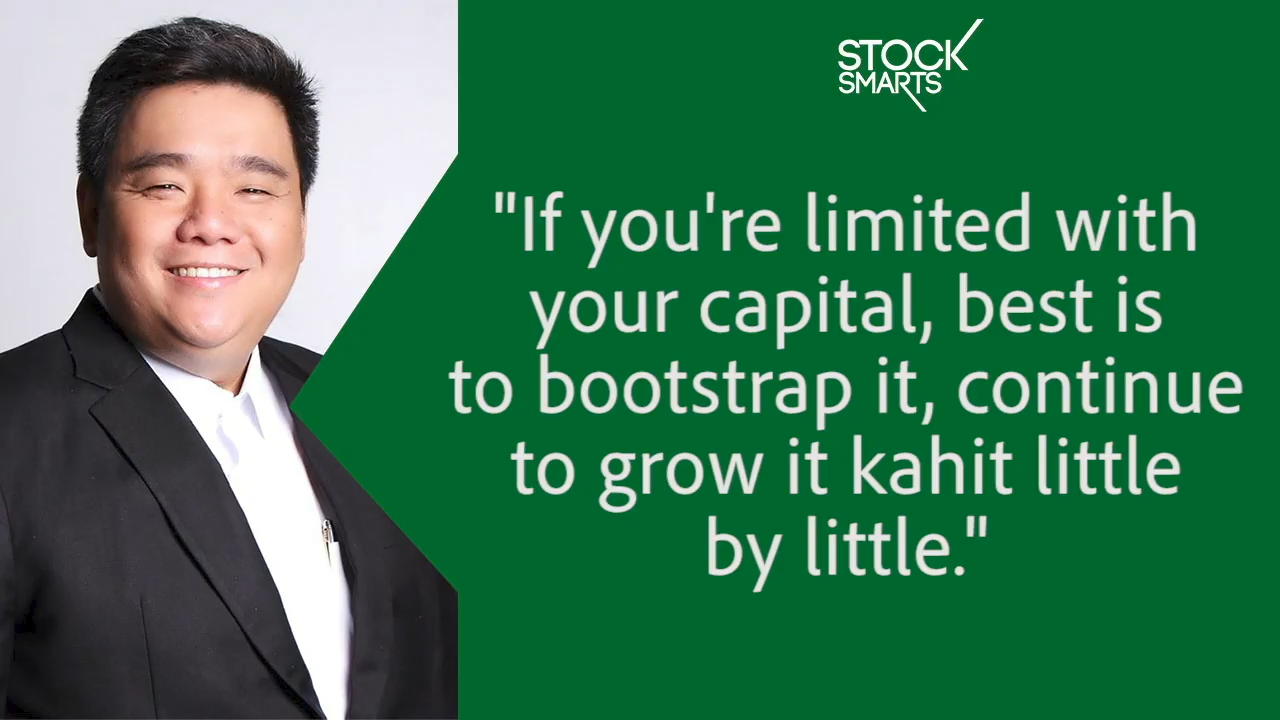 STOCK
SMARTS
"If you're limited with
your capital, best is
to bootstrap it, continue
to grow it kahit little
by little."